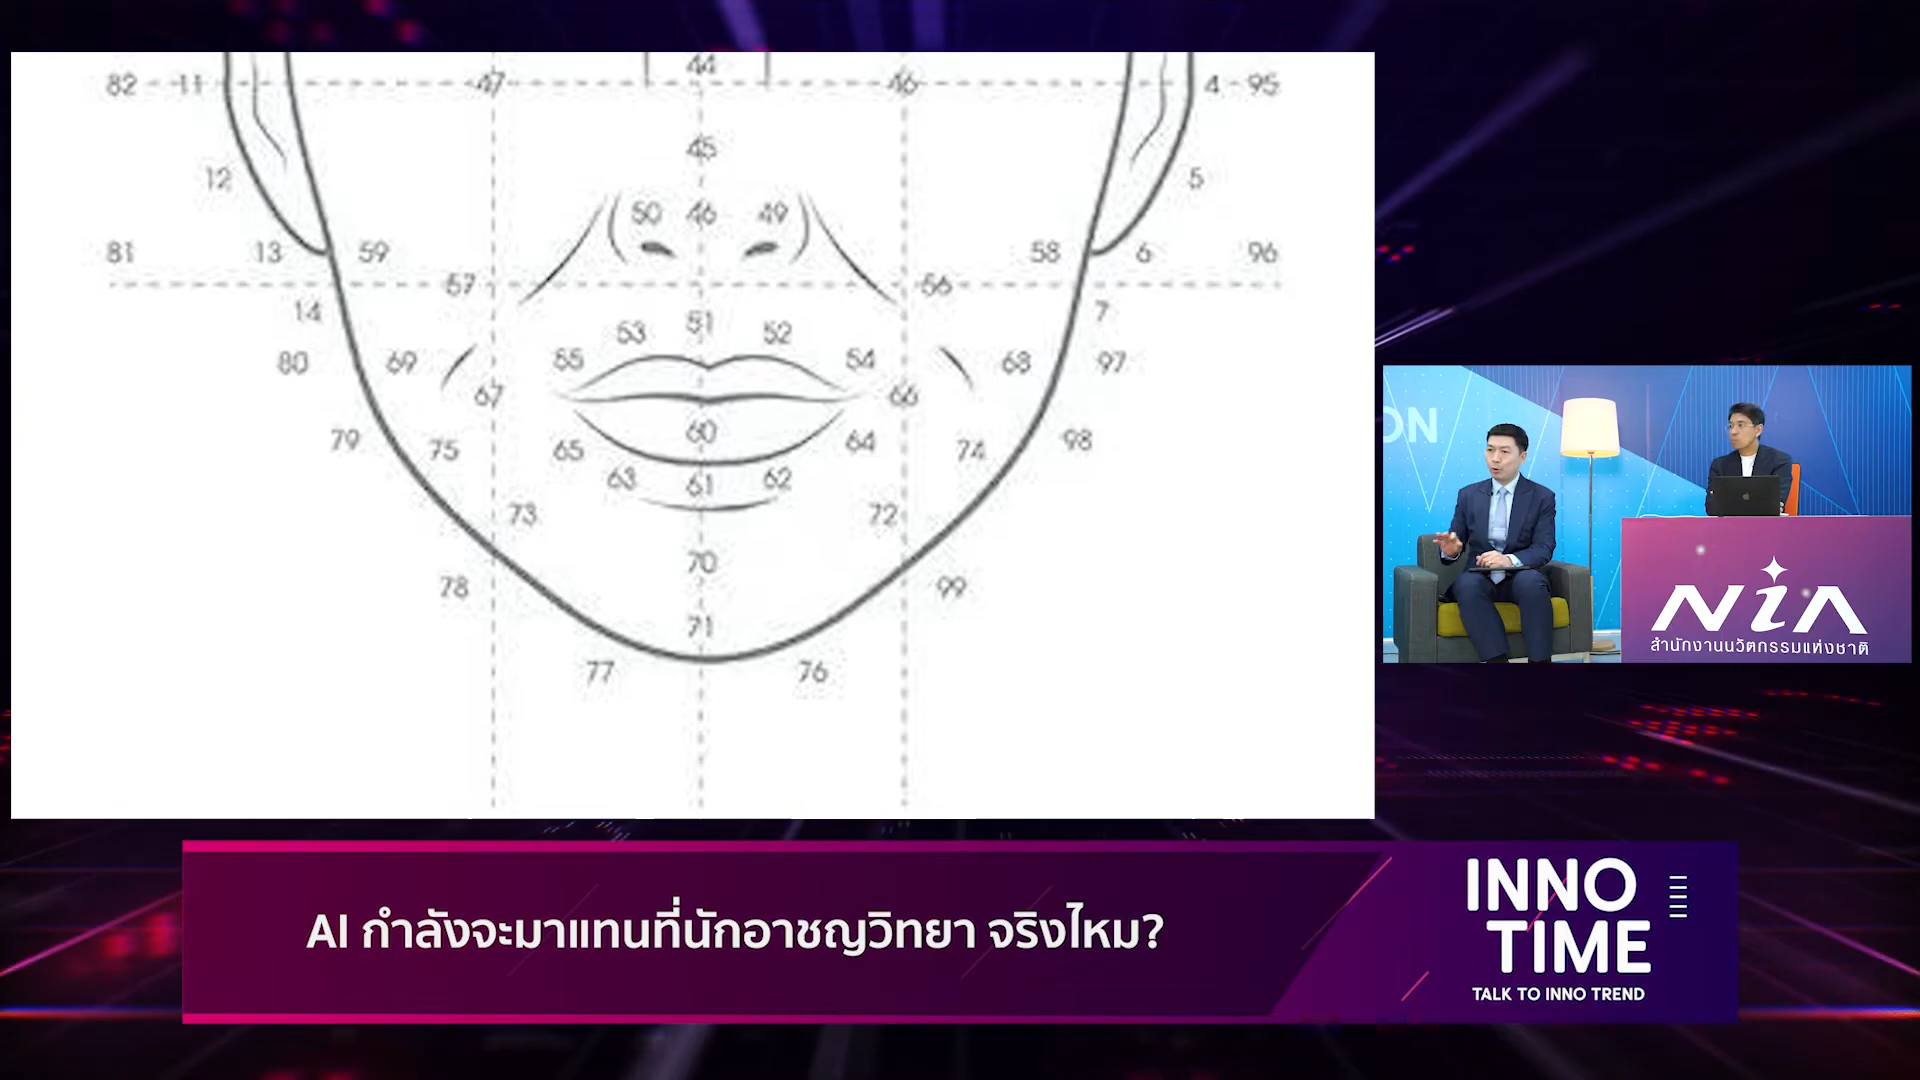 82 11 47 44 46 4 - 95
45
12 5
50 46 49
81 13 59 58 6 96
57 56
14 53 51 52 7
80 69 55 54 68 97
67 66
79 75 65 60 64 74 98
63 61 62
73 72
78 70 99
71
77 76
ON
NiA
สำนักงานนวัตกรรมแห่งชาติ
AI กำลังจะมาแทนที่นักอาชญวิทยา จริงไหม?
INNO
TIME
TALK TO INNO TREND